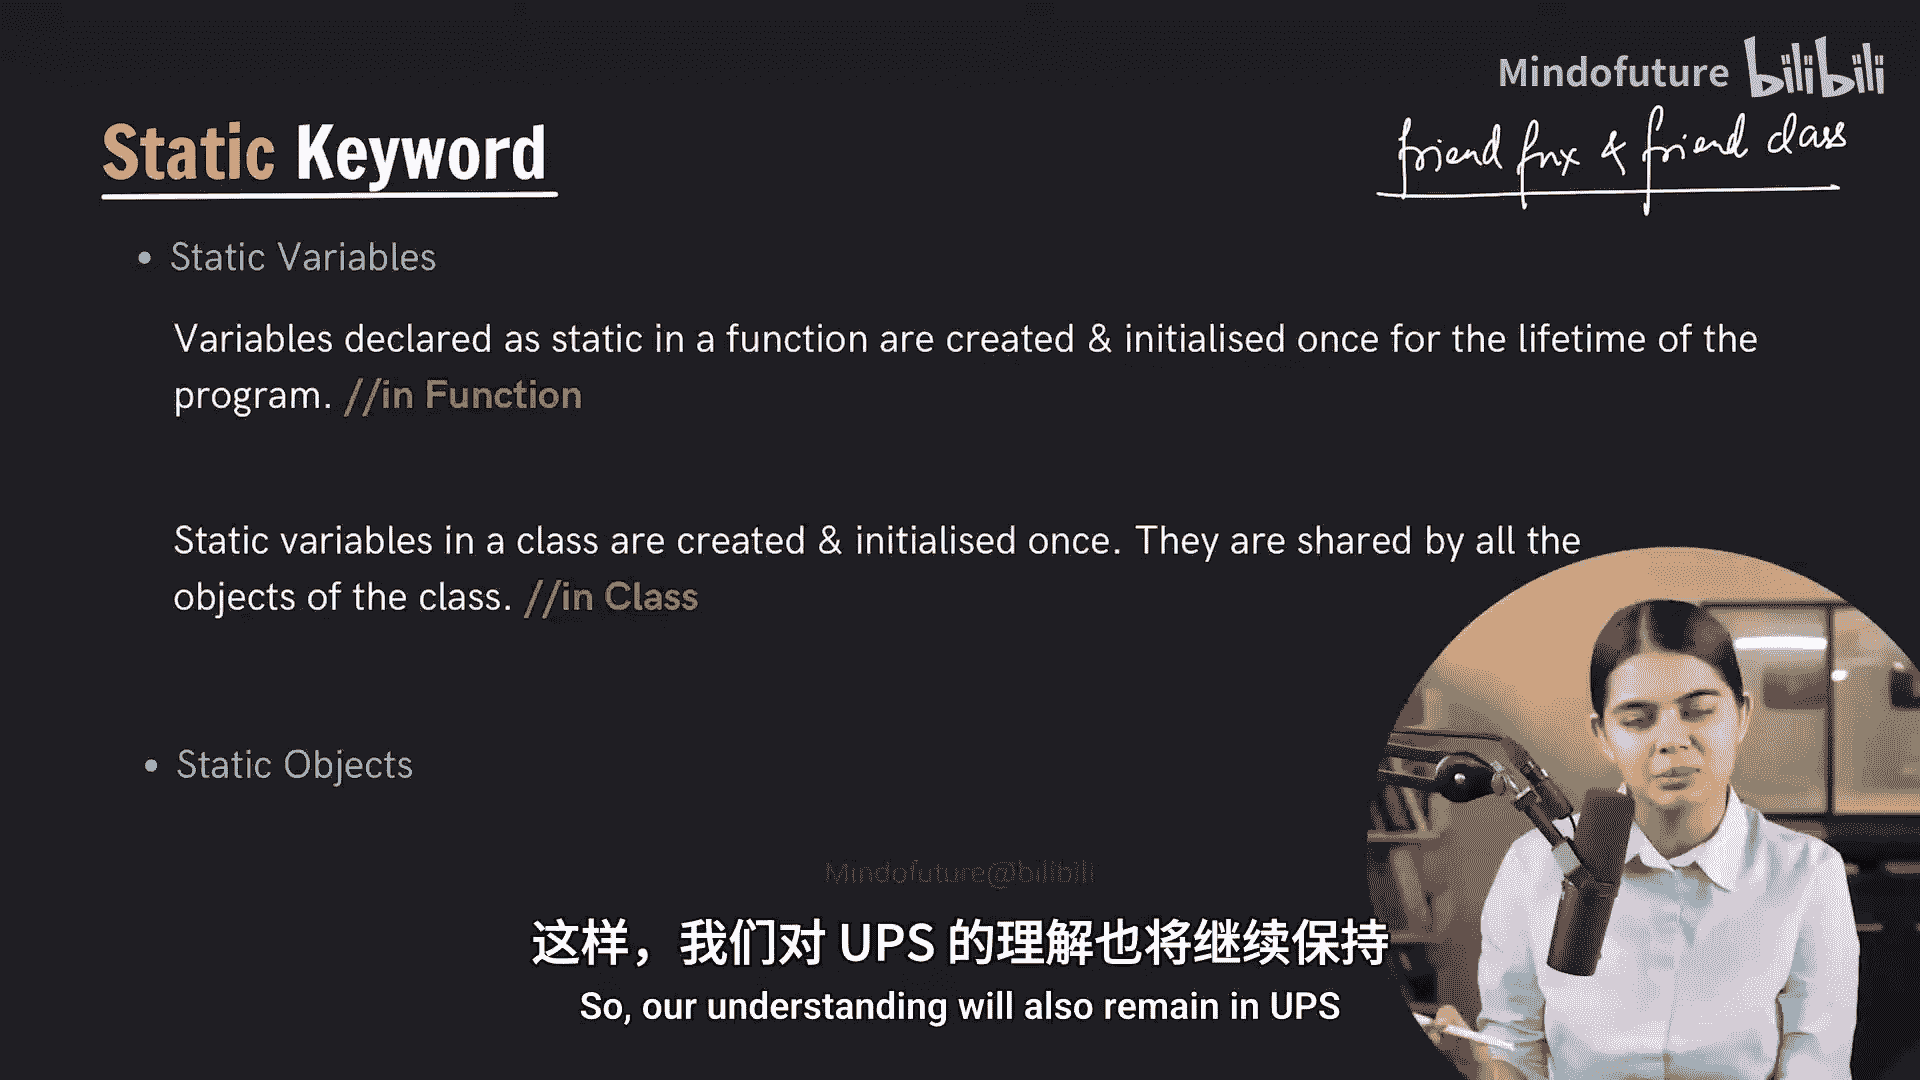 Mindofuture bilibili
Static Keyword
friend fnx & friend class
• Static Variables
Variables declared as static in a function are created & initialised once for the lifetime of the
program. //in Function
Static variables in a class are created & initialised once. They are shared by all the
objects of the class. //in Class
• Static Objects
Mindofuture@bilibili
这样，我们对 UPS 的理解也将继续保持
So, our understanding will also remain in UPS